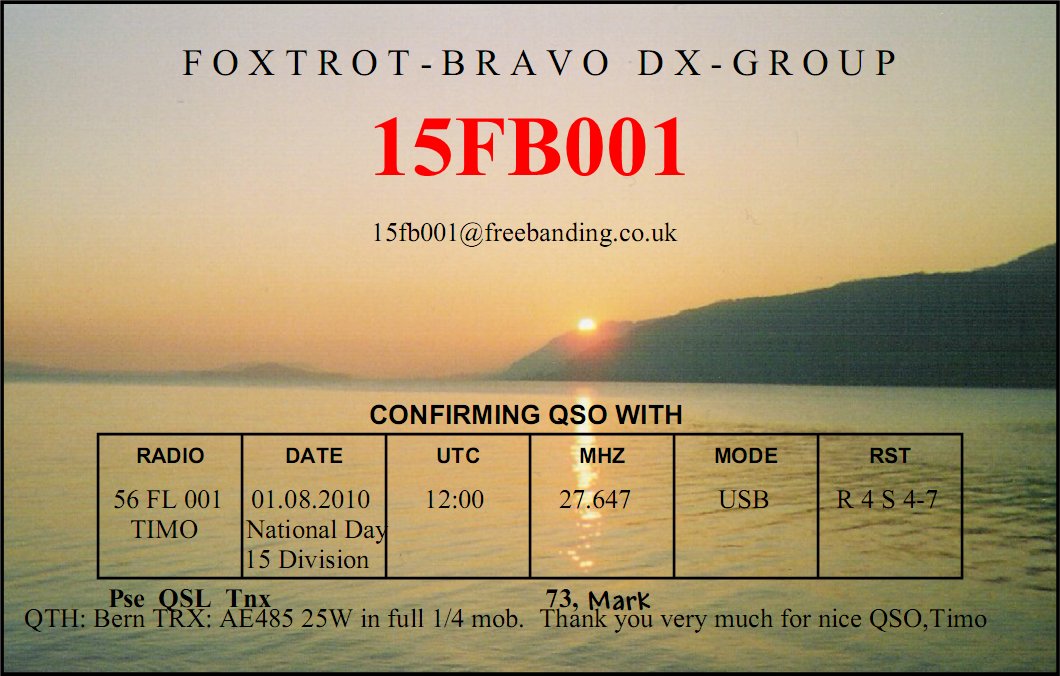 FOXTROT-BRAVO DX-GROUP
15FB001
15fb001@freebanding.co.uk
CONFIRMING QSO WITH
RADIO DATE UTC MHZ MODE RST
56 FL 001 01.08.2010 12:00 27.647 USB R 4 S 4-7
TIMO National Day
15 Division
Pse QSL Tnx 73, Mark
QTH: Bern TRX: AE485 25W in full 1/4 mob. Thank you very much for nice QSO,Timo